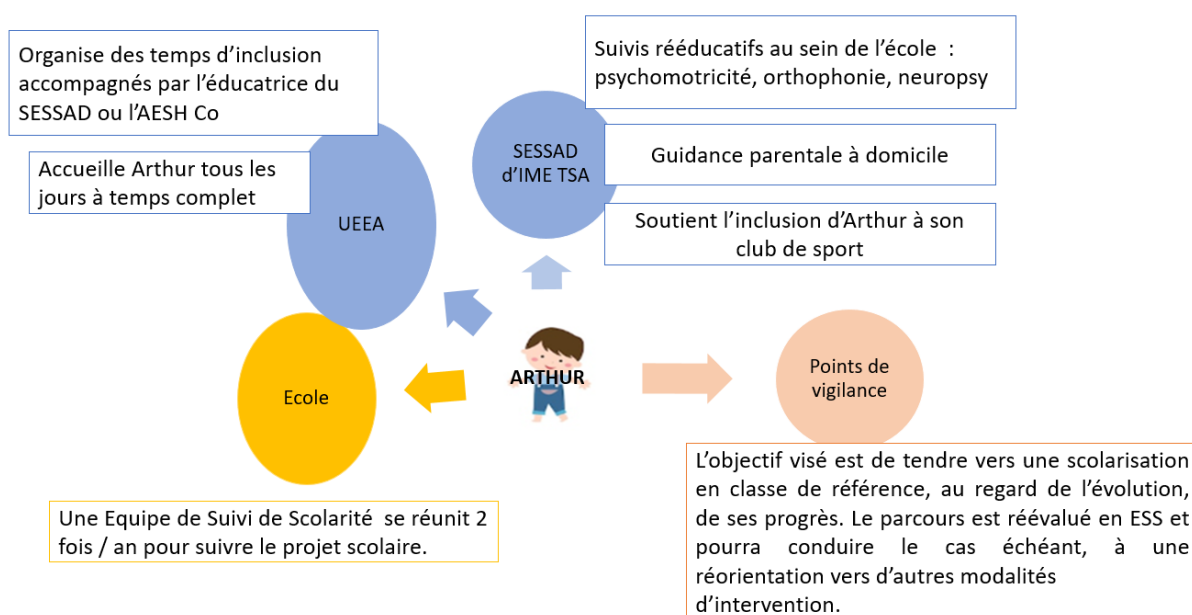 Organise des temps d’inclusion
accompagnés par l’éducatrice du
SESSAD ou l’AESH Co
Accueille Arthur tous les
jours à temps complet
UEEA
Suivis rééducatifs au sein de l’école :
psychomotricité, orthophonie, neuropsy
SESSAD
d’IME TSA
Guidance parentale à domicile
Soutient l’inclusion d’Arthur à son
club de sport
Ecole
ARTHUR
Points de
vigilance
Une Equipe de Suivi de Scolarité se réunit 2
fois / an pour suivre le projet scolaire.
L’objectif visé est de tendre vers une scolarisation
en classe de référence, au regard de l’évolution,
de ses progrès. Le parcours est réévalué en ESS et
pourra conduire le cas échéant, à une
réorientation vers d’autres modalités
d’intervention.